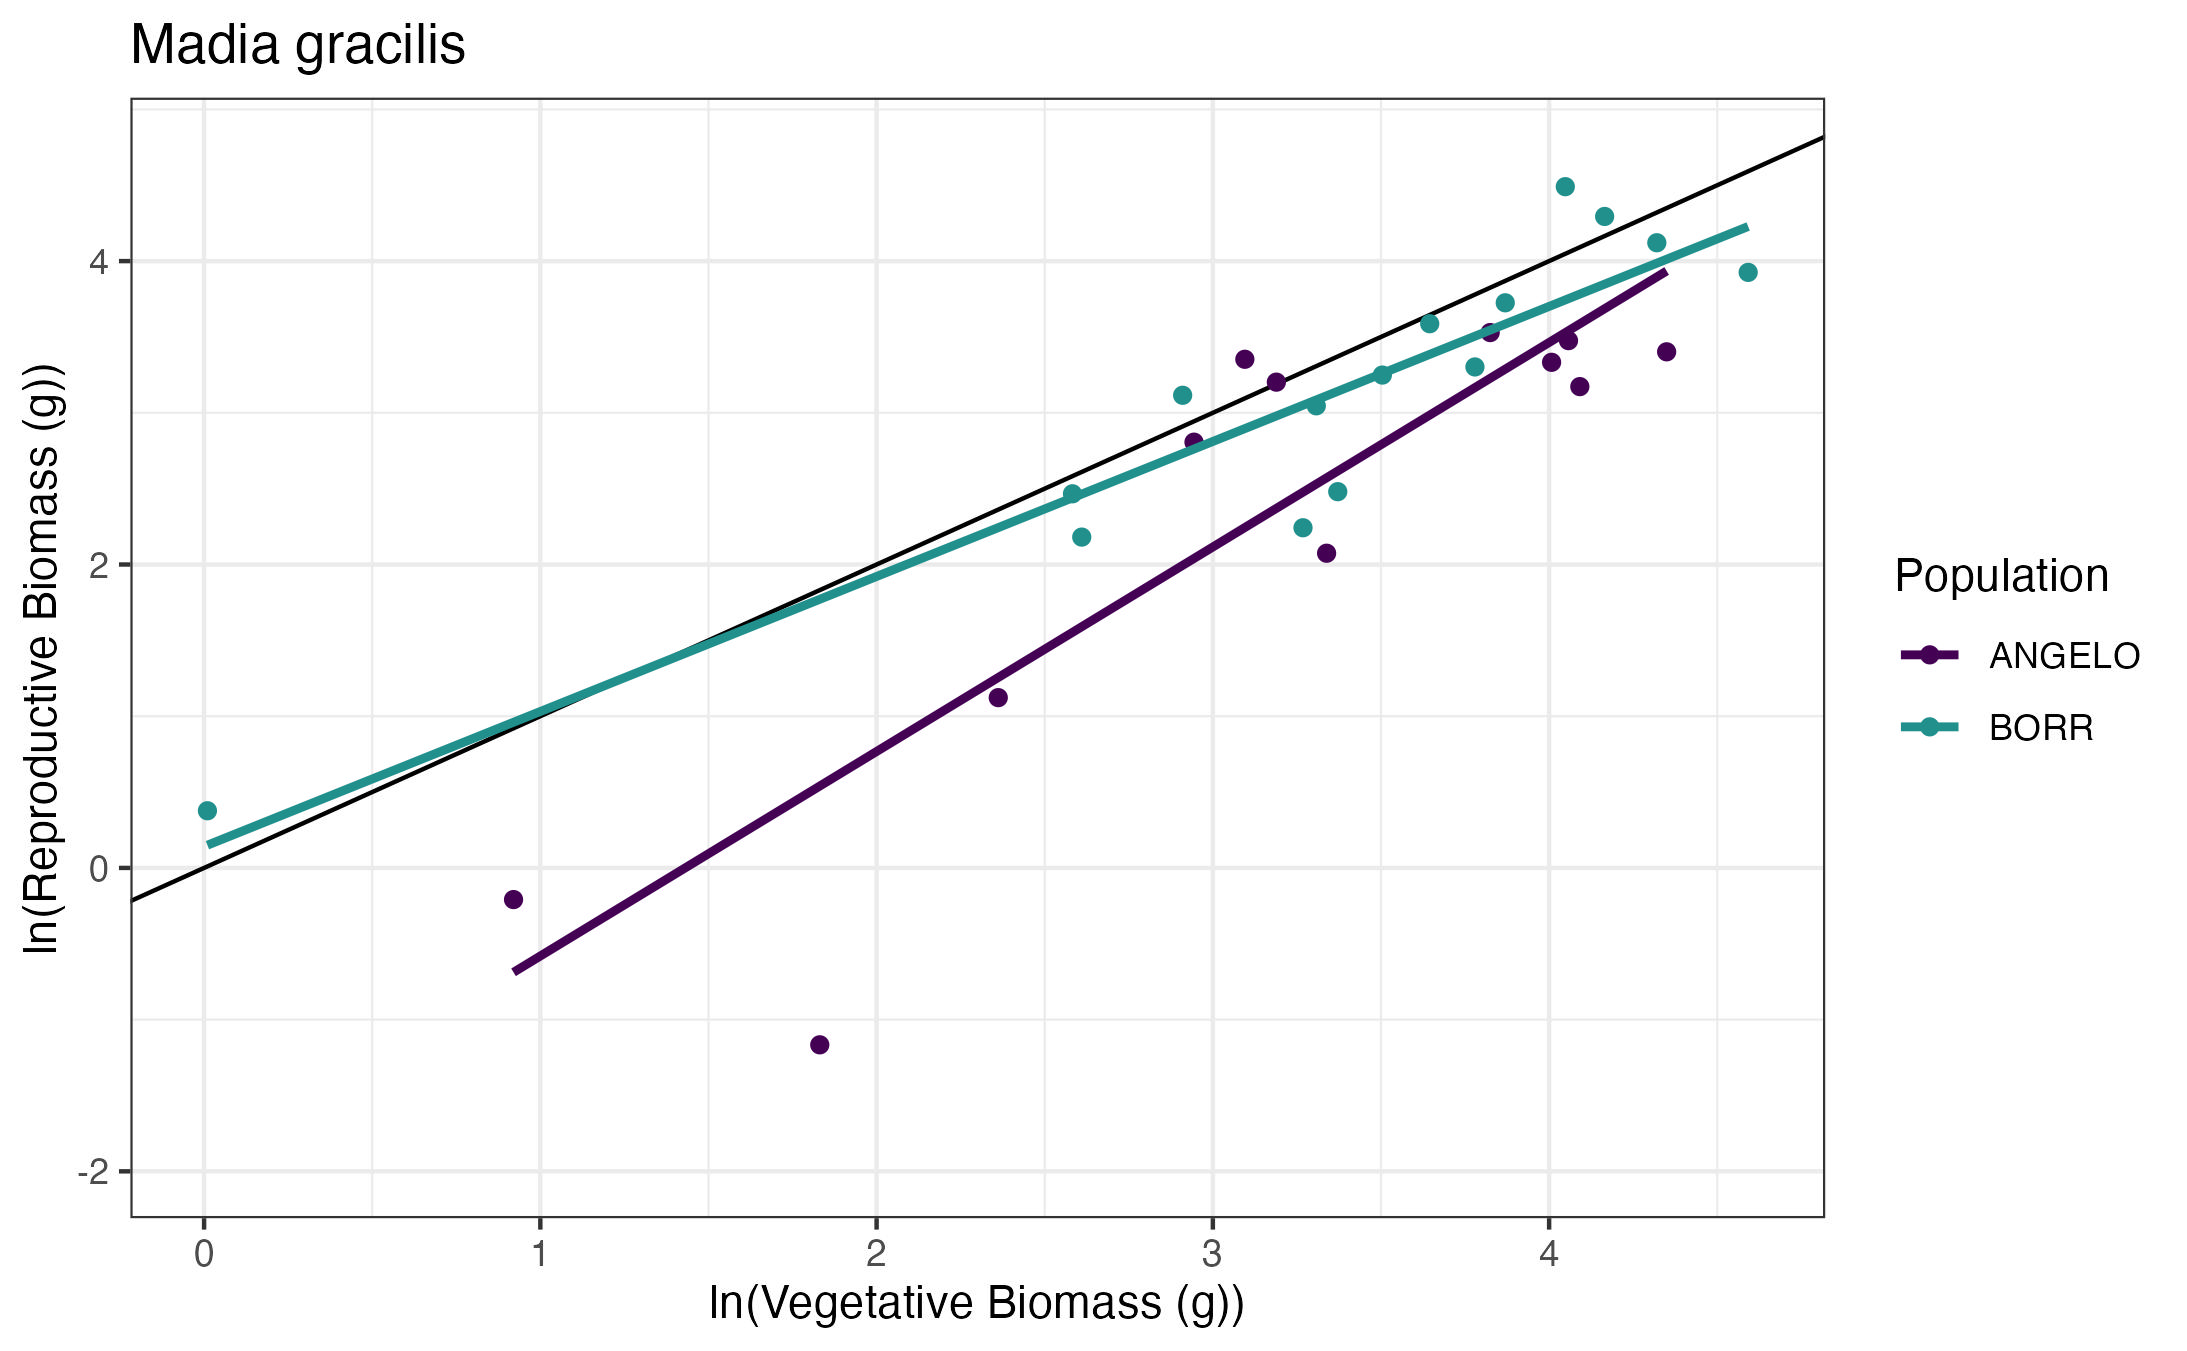 Madia gracilis
ln(Reproductive Biomass (g))
4
2
0
-2
0 1 2 3 4
ln(Vegetative Biomass (g))
Population
ANGELO
BORR